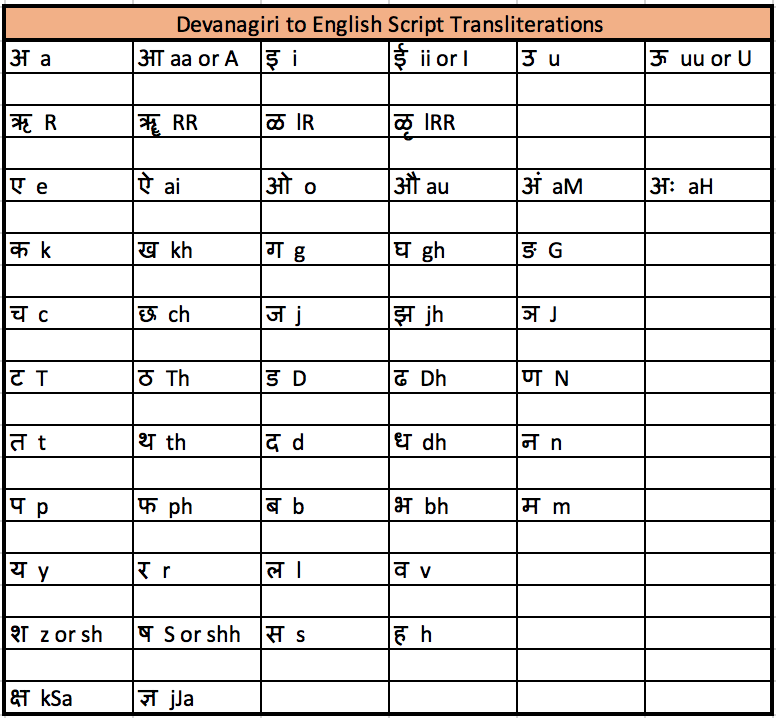 Devanagiri to English Script Transliterations
अ a आ aa or A इ i ई ii or I उ u ऊ uu or U
ऋ R ॠ RR ळ lR ळृ lRR
ए e ऐ ai ओ o औ au अं aM अः aH
क k ख kh ग g घ gh ङ G
च c छ ch ज j झ jh ञ J
ट T ठ Th ड D ढ Dh ण N
त t थ th द d ध dh न n
प p फ ph ब b भ bh म m
य y र r ल l व v
श z or sh ष S or shh स s ह h
क्ष kSa ज्ञ jJa